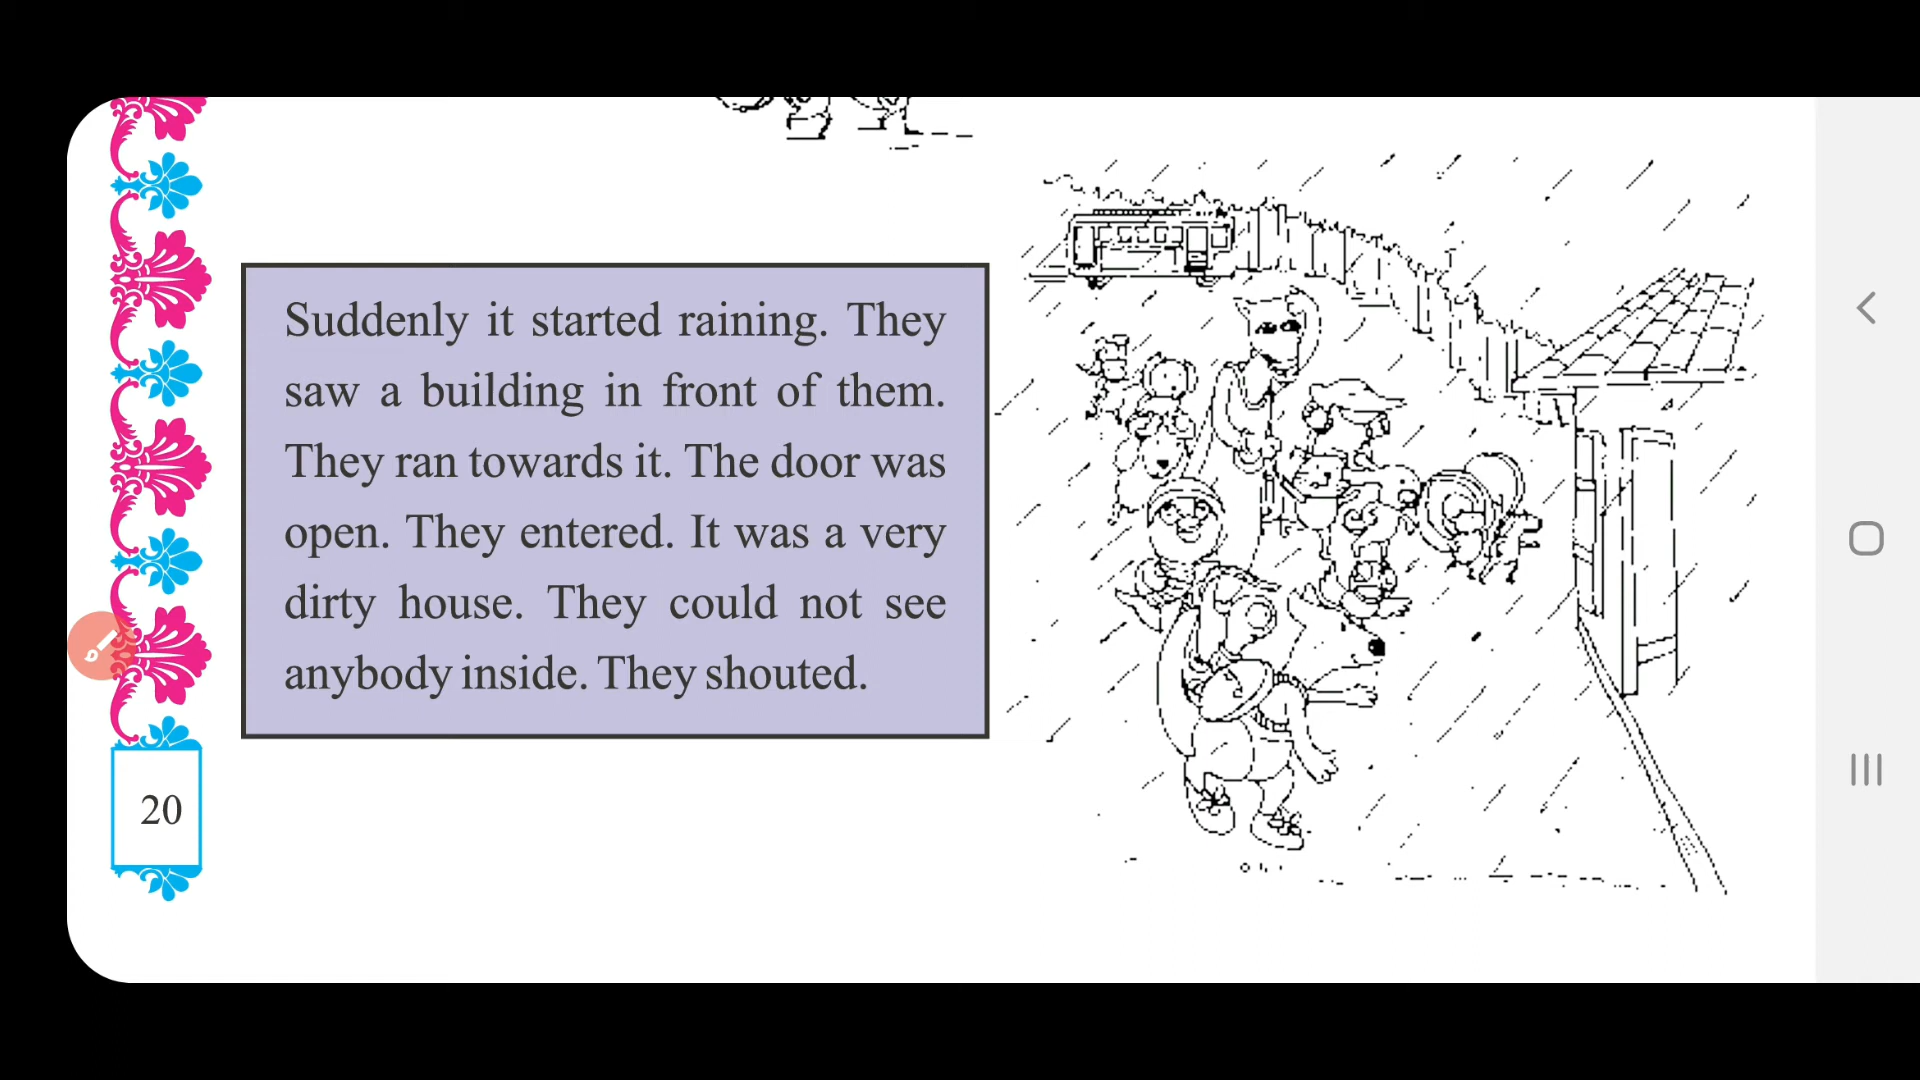 Suddenly it started raining. They
saw a building in front of them.
They ran towards it. The door was
open. They entered. It was a very
dirty house. They could not see
anybody inside. They shouted.
20